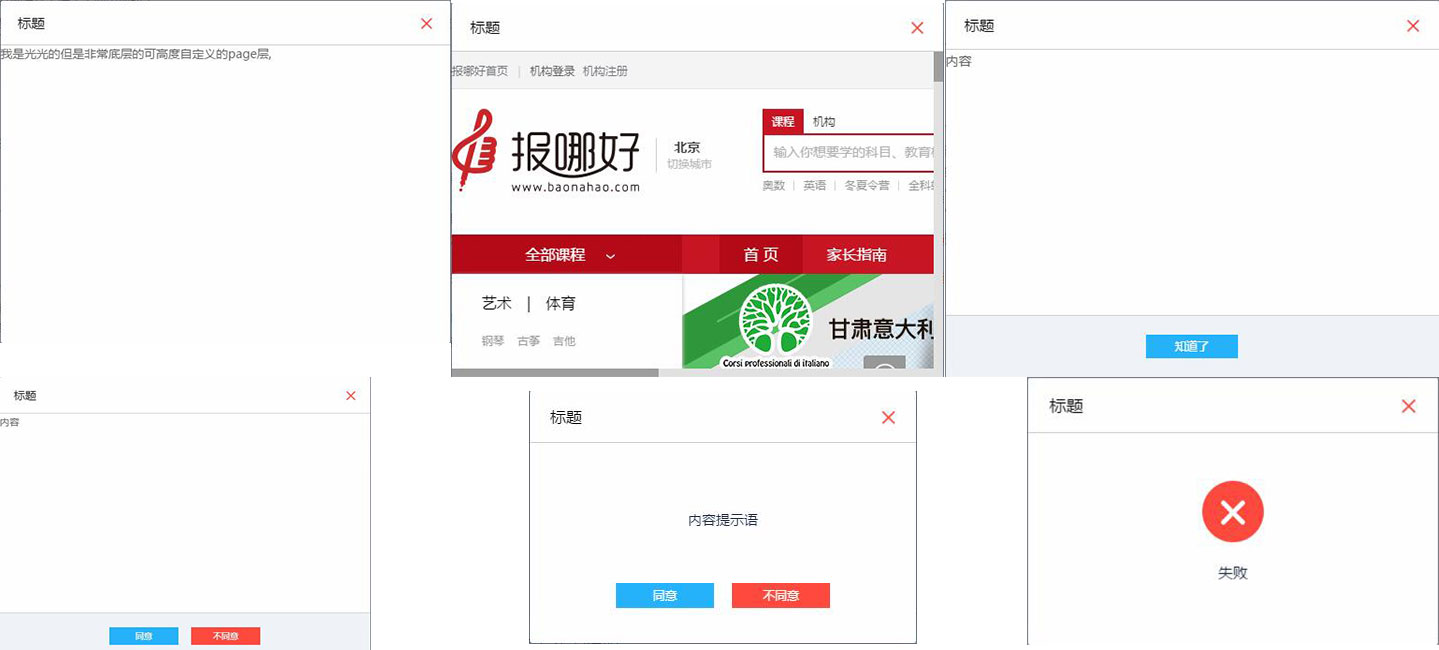 标题
我是光光的但是非常底层的可高度自定义的page层,
标题
报哪好首页 | 机构登录 机构注册
报哪好
www.baonahao.com
北京
切换城市
课程 机构
输入你想要学的科目、教育
奥数 | 英语 | 冬夏令营 | 全科
全部课程 首 页 家长指南
艺术 | 体育
钢琴 古筝 吉他
甘肃意大利
Corsi professionali di italiano
标题
内容
知道了
标题
内容
同意 不同意
标题
内容提示语
同意 不同意
标题
失败